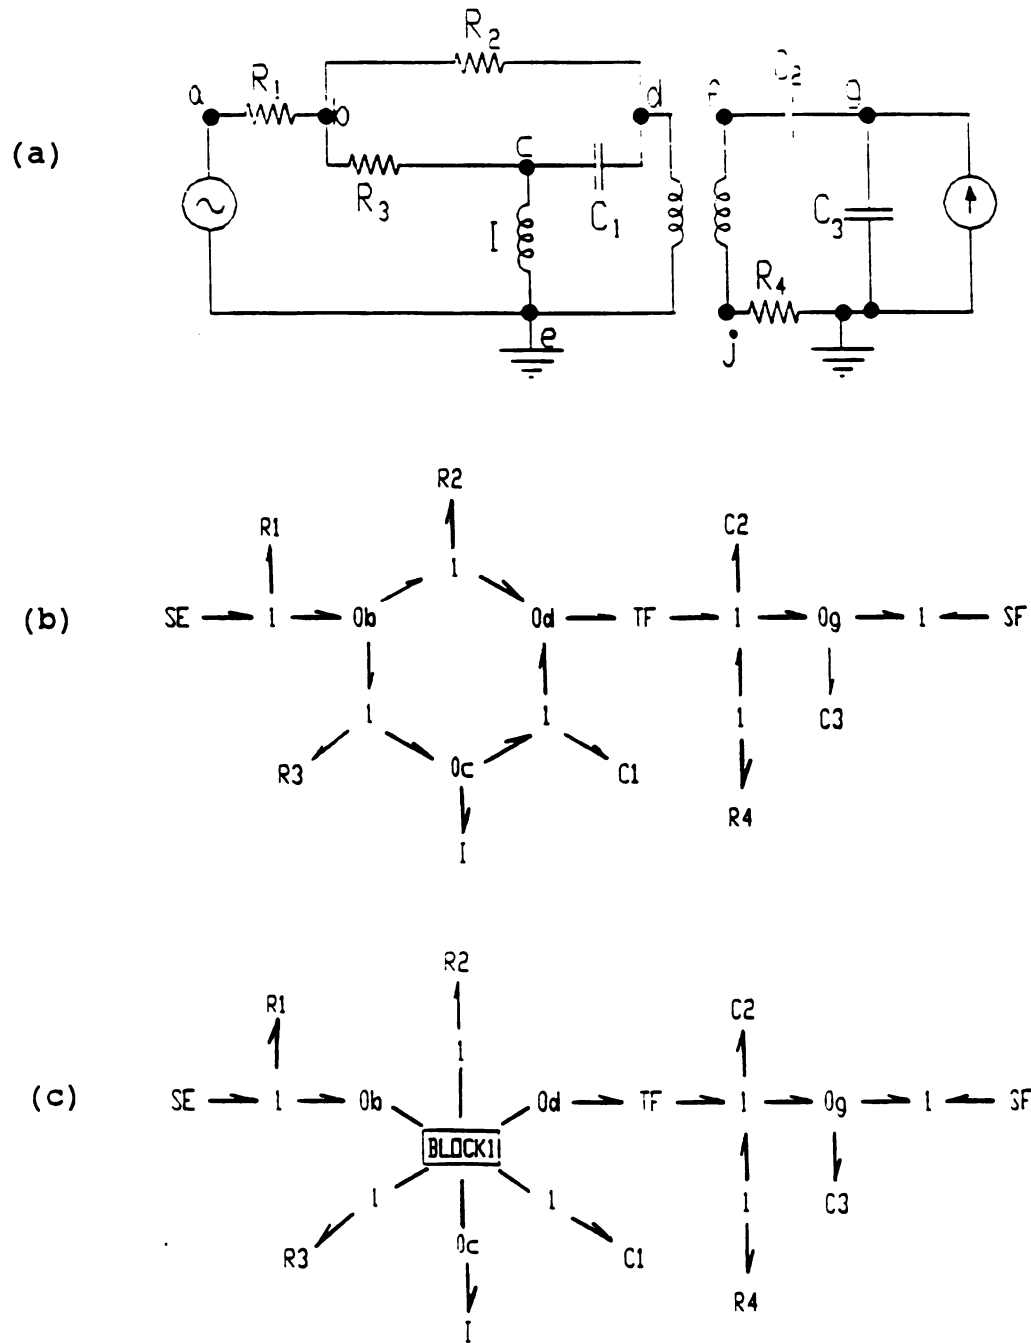 (a)
a
R1
b
R2
R3
c
I
C1
d
e
f
C2
g
C3
R4
j
(b)
R2
R1
C2
1
SE 1 0b 0d TF 1 0g 1 SF
1 1 1 C3
R3 0c C1
R4
I
(c)
R2
R1
C2
1
SE 1 0b 0d TF 1 0g 1 SF
BLOCK1
1 1 1 C3
R3 0c C1
R4
I